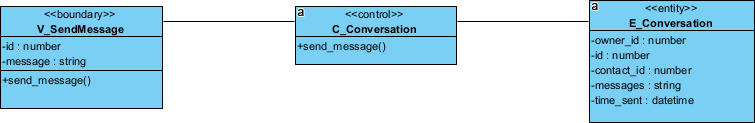 <<boundary>>
V_SendMessage
-id : number
-message : string
+send_message()
a
<<control>>
C_Conversation
+send_message()
a
<<entity>>
E_Conversation
-owner_id : number
-id : number
-contact_id : number
-messages : string
-time_sent : datetime